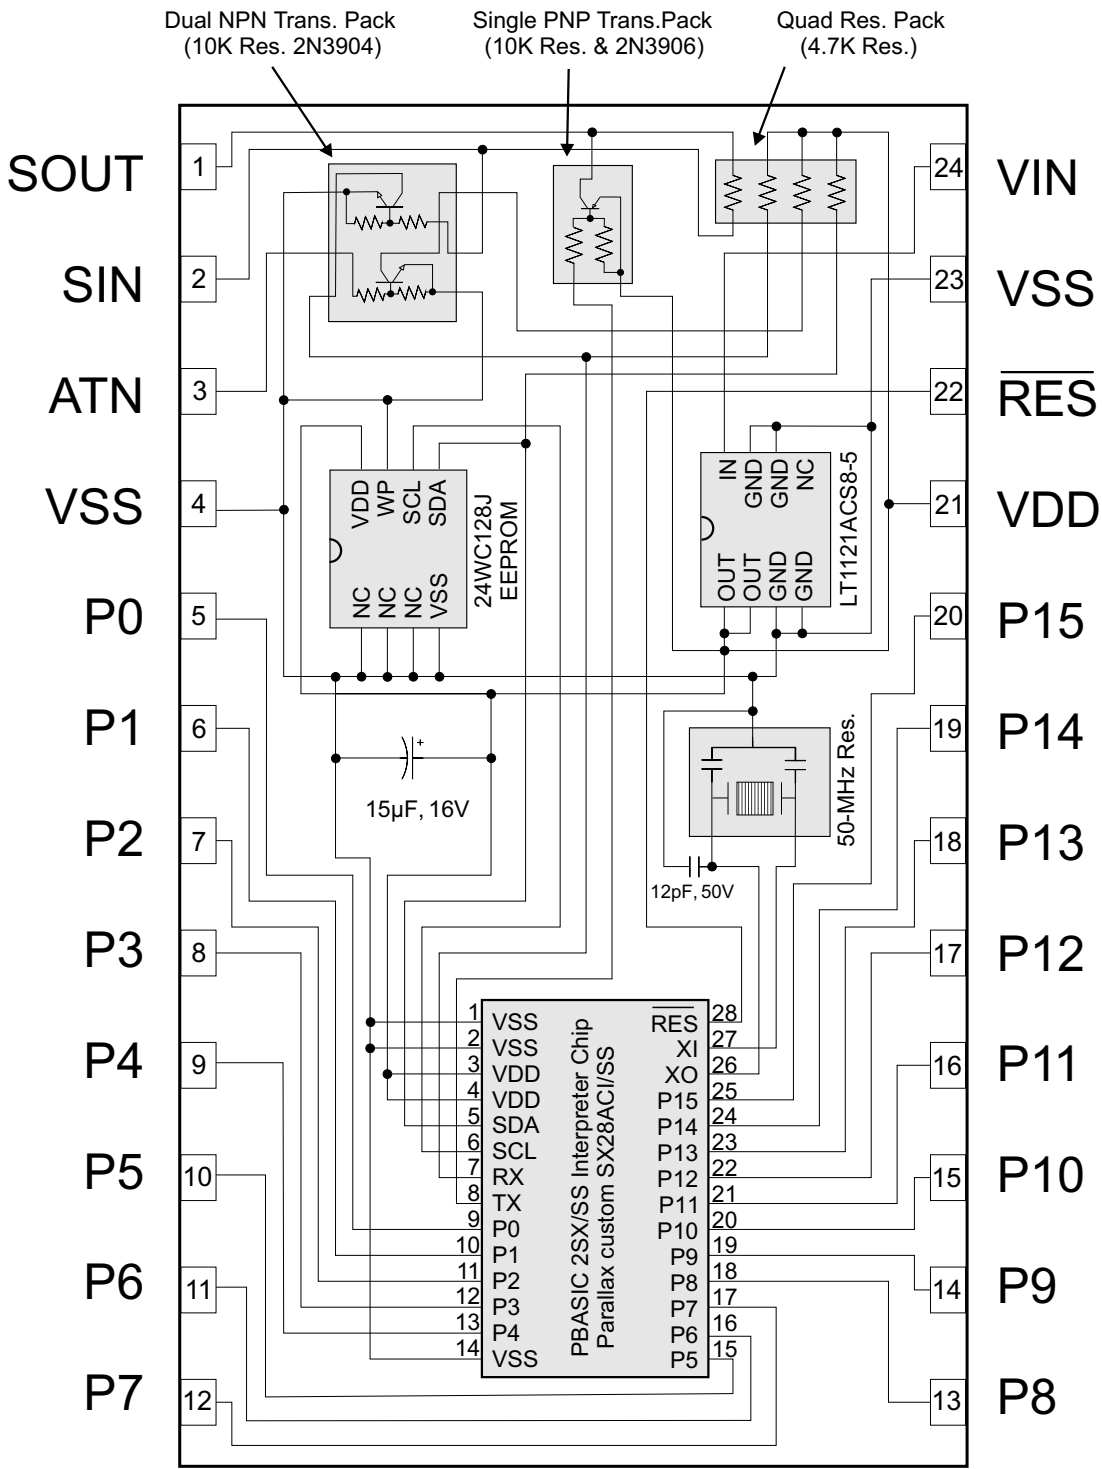 Dual NPN Trans. Pack
(10K Res. 2N3904)
Single PNP Trans.Pack
(10K Res. & 2N3906)
Quad Res. Pack
(4.7K Res.)
SOUT
1
SIN
2
ATN
3
VSS
4
P0
5
P1
6
P2
7
P3
8
P4
9
P5
10
P6
11
P7
12
24
VIN
23
VSS
22
RES
21
VDD
20
P15
19
P14
18
P13
17
P12
16
P11
15
P10
14
P9
13
P8
VDD
WP
SCL
SDA
NC
NC
NC
VSS
24WC128J
EEPROM
IN
GND
GND
NC
OUT
OUT
GND
GND
LT1121ACS8-5
+
15µF, 16V
50-MHz Res.
12pF, 50V
1 VSS
2 VSS
3 VDD
4 VDD
5 SDA
6 SCL
7 RX
8 TX
9 P0
10 P1
11 P2
12 P3
13 P4
14 VSS
PBASIC 2SX/SS Interpreter Chip
Parallax custom SX28ACI/SS
RES 28
XI 27
XO 26
P15 25
P14 24
P13 23
P12 22
P11 21
P10 20
P9 19
P8 18
P7 17
P6 16
P5 15